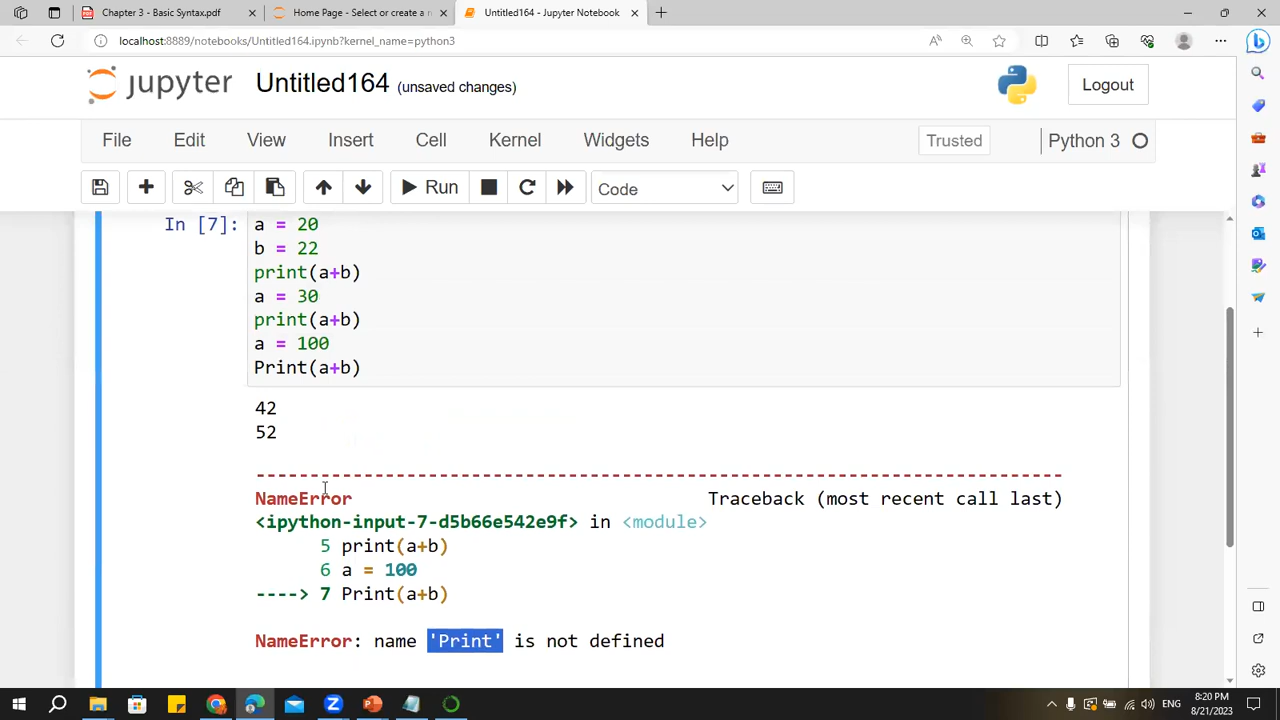 Chapter 3 - Basic Syntax.pdf
Home Page - Select or create a n
Untitled164 - Jupyter Notebook
localhost:8889/notebooks/Untitled164.ipynb?kernel_name=python3
jupyter Untitled164 (unsaved changes)
Logout
File Edit View Insert Cell Kernel Widgets Help
Trusted
Python 3
Run
Code
In [7]: a = 20
b = 22
print(a+b)
a = 30
print(a+b)
a = 100
Print(a+b)
42
52
---------------------------------------------------------------------------
NameError Traceback (most recent call last)
<ipython-input-7-d5b66e542e9f> in <module>
5 print(a+b)
6 a = 100
----> 7 Print(a+b)
NameError: name 'Print' is not defined
ENG
8:20 PM
8/21/2023